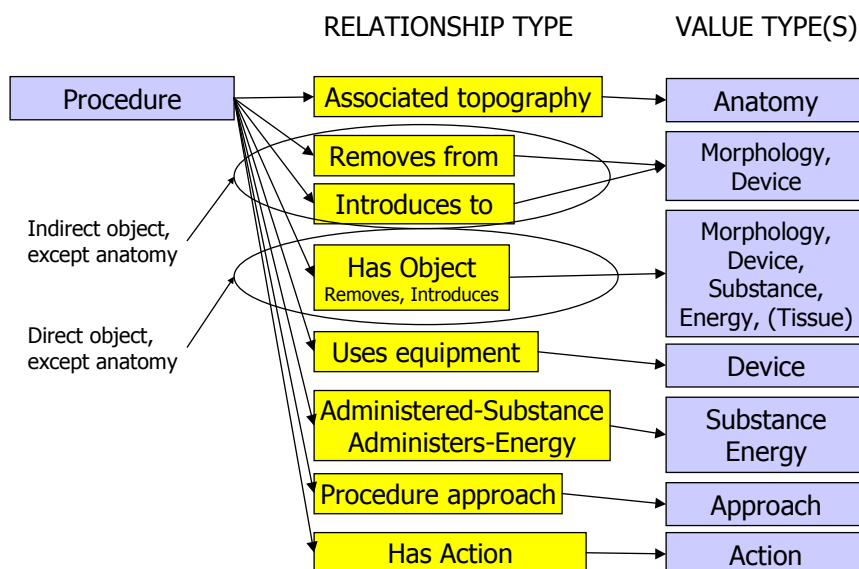 RELATIONSHIP TYPE
VALUE TYPE(S)
Procedure
Associated topography
Anatomy
Removes from
Introduces to
Morphology,
Device
Indirect object,
except anatomy
Has Object
Removes, Introduces
Morphology,
Device,
Substance,
Energy, (Tissue)
Direct object,
except anatomy
Uses equipment
Device
Administered-Substance
Administers-Energy
Substance
Energy
Procedure approach
Approach
Has Action
Action